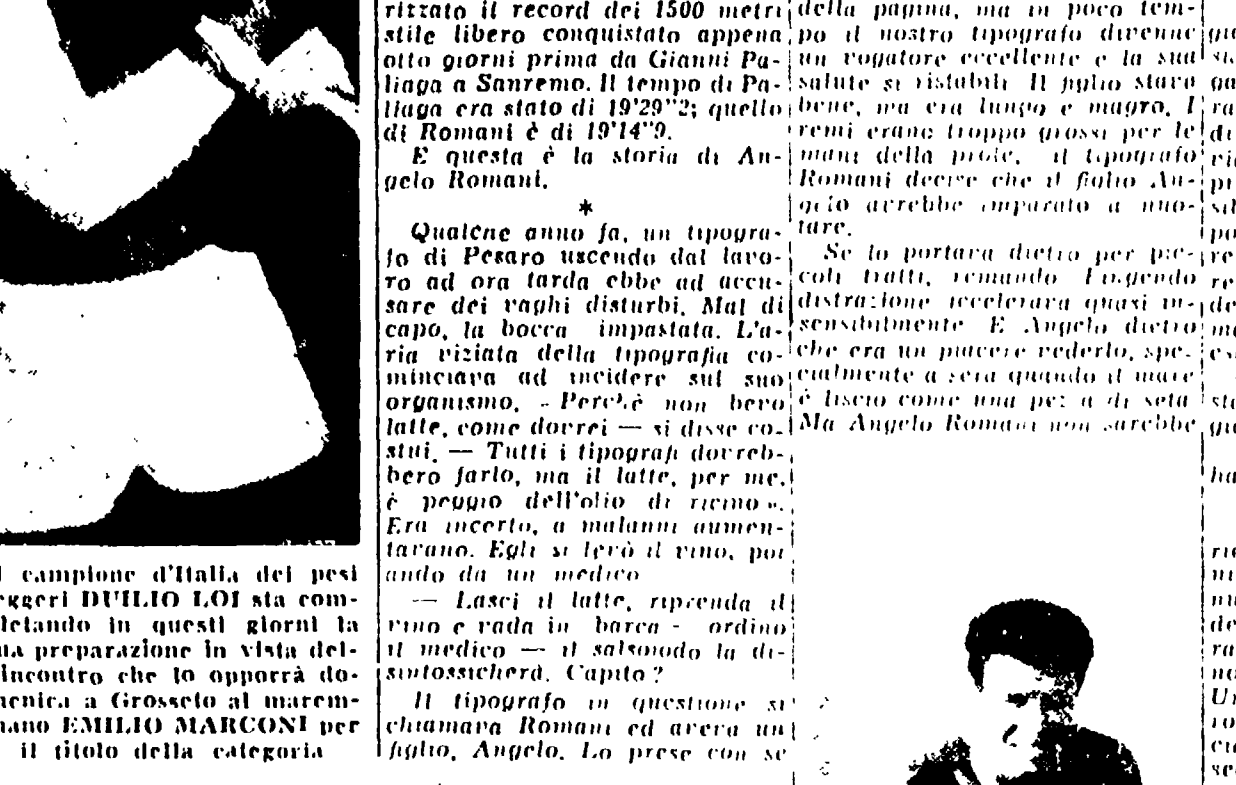 campione d'Italia dei pesi
eggeri DUILIO LOI sta com-
letando in questi giorni la
ua preparazione in vista del-
incontro che lo opporrà do-
enica a Grosseto al marem-
mano EMILIO MARCONI per
il titolo della categoria
rizzato il record dei 1500 metri
stile libero conquistato appena
otto giorni prima da Gianni Pa-
liaga a Sanremo. Il tempo di Pa-
liaga era stato di 19'29"2; quello
di Romani è di 19'14"9.
E questa è la storia di An-
gelo Romani.
*
Qualche anno fa, un tipogra-
fo di Pesaro uscendo dal lavo-
ro ad ora tarda ebbe ad accu-
sare dei vaghi disturbi. Mal di
capo, la bocca impastata. L'a-
ria viziata della tipografia co-
minciava ad incidere sul suo
organismo. - Perchè non bevo
latte, come dovrei — si disse co-
stui. — Tutti i tipografi dovreb-
bero farlo, ma il latte, per me,
è peggio dell'olio di ricino ».
Era incerto, a malanni aumen-
tavano. Egli si levò il vino, poi
ando da un medico
— Lasci il latte, riprenda il
vino e vada in barca - ordino
il medico — il salsoiodo la di-
sintossicherà. Capito?
Il tipografo in questione si
chiamava Romani ed aveva un
figlio, Angelo. Lo prese con se
della pagina, ma in poco tem-
po il nostro tipografo divenne
un vogatore eccellente e la sua
salute si ristabilì Il figlio stava
bene, ma era lungo e magro. I
remi erano troppo grossi per le
mani della prole. il tipografo
Romani decise che il figlio An-
gelo avrebbe imparato a nuo-
tare.
Se lo portava dietro per pic-
coli tratti, remando Fingendo
distrazione accelerava quasi in-
sensibilmente E Angelo dietro
che era un piacere vederlo, spe-
cialmente a sera quando il mare
è liscio come una pezza di seta
Ma Angelo Romani non sarebbe